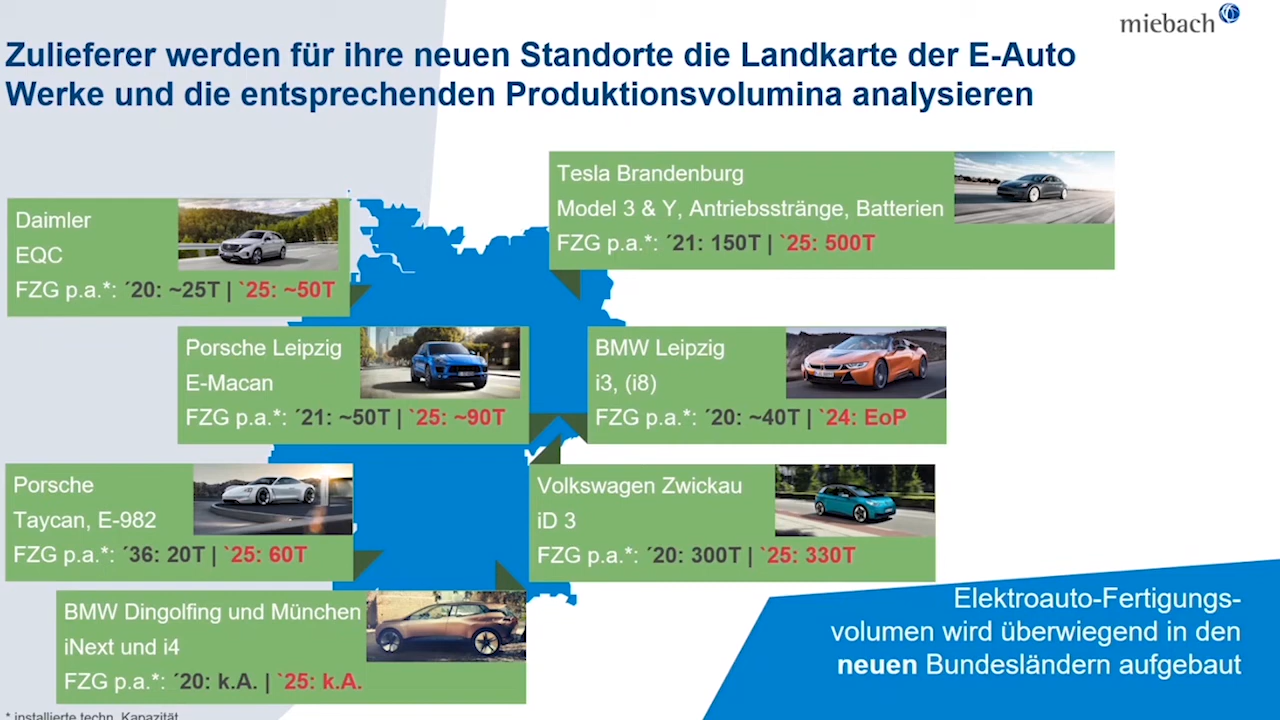 miebach
Zulieferer werden für ihre neuen Standorte die Landkarte der E-Auto
Werke und die entsprechenden Produktionsvolumina analysieren
Tesla Brandenburg
Model 3 & Y, Antriebsstränge, Batterien
FZG p.a.*: ´21: 150T | `25: 500T
Daimler
EQC
FZG p.a.*: ´20: ~25T | `25: ~50T
Porsche Leipzig
E-Macan
FZG p.a.*: ´21: ~50T | `25: ~90T
BMW Leipzig
i3, (i8)
FZG p.a.*: ´20: ~40T | `24: EoP
Porsche
Taycan, E-982
FZG p.a.*: ´36: 20T | `25: 60T
Volkswagen Zwickau
iD 3
FZG p.a.*: ´20: 300T | `25: 330T
BMW Dingolfing und München
iNext und i4
FZG p.a.*: ´20: k.A. | `25: k.A.
Elektroauto-Fertigungs-
volumen wird überwiegend in den
neuen Bundesländern aufgebaut
* installierte techn. Kapazität